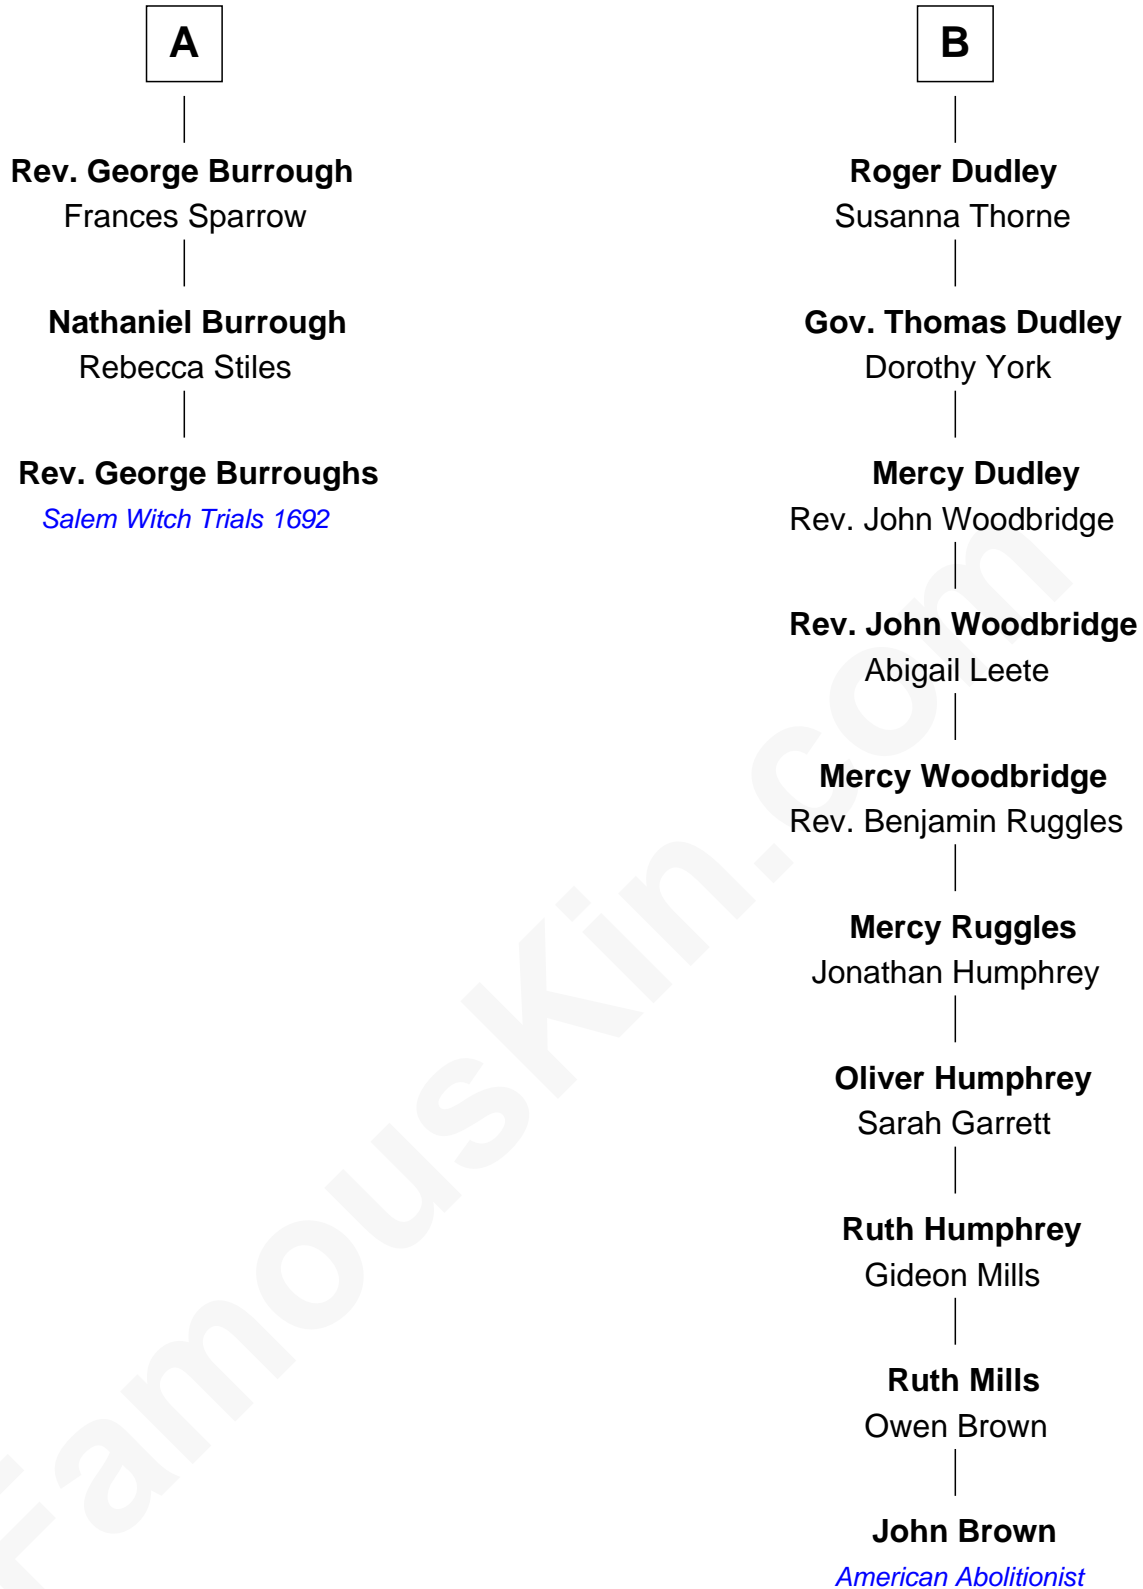 A
Rev. George Burrough
Frances Sparrow
Nathaniel Burrough
Rebecca Stiles
Rev. George Burroughs
Salem Witch Trials 1692
B
Roger Dudley
Susanna Thorne
Gov. Thomas Dudley
Dorothy York
Mercy Dudley
Rev. John Woodbridge
Rev. John Woodbridge
Abigail Leete
Mercy Woodbridge
Rev. Benjamin Ruggles
Mercy Ruggles
Jonathan Humphrey
Oliver Humphrey
Sarah Garrett
Ruth Humphrey
Gideon Mills
Ruth Mills
Owen Brown
John Brown
American Abolitionist
FamousKin.com